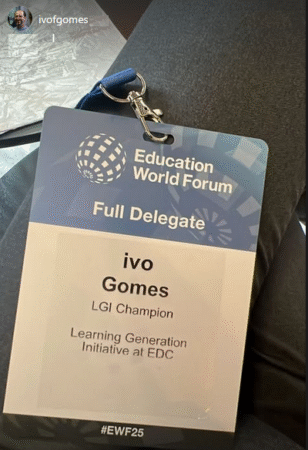 ivofgomes
Education
World Forum
Full Delegate
ivo
Gomes
LGI Champion
Learning Generation
Initiative at EDC
#EWF25